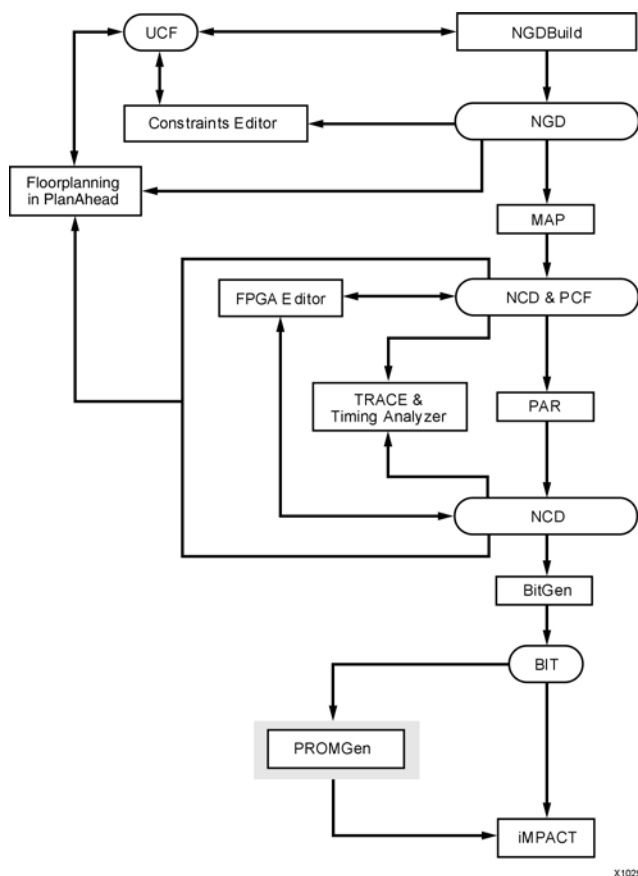 UCF
NGDBuild
Constraints Editor
NGD
Floorplanning
in PlanAhead
MAP
FPGA Editor
NCD & PCF
TRACE &
Timing Analyzer
PAR
NCD
BitGen
BIT
PROMGen
iMPACT